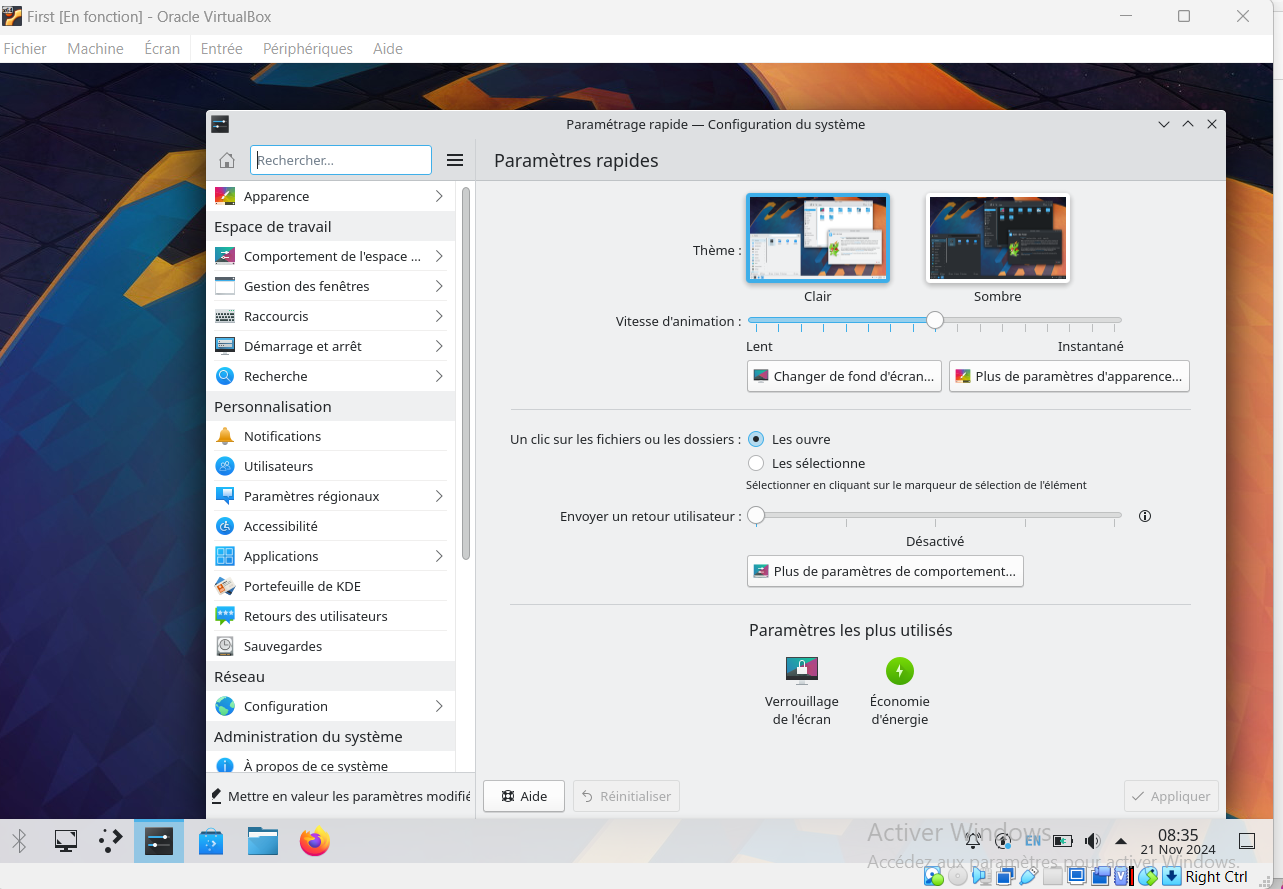 First [En fonction] - Oracle VirtualBox
Fichier Machine Écran Entrée Périphériques Aide
Paramétrage rapide — Configuration du système
Rechercher...
Paramètres rapides
Apparence
Espace de travail
Comportement de l'espace ...
Gestion des fenêtres
Raccourcis
Démarrage et arrêt
Recherche
Personnalisation
Notifications
Utilisateurs
Paramètres régionaux
Accessibilité
Applications
Portefeuille de KDE
Retours des utilisateurs
Sauvegardes
Réseau
Configuration
Administration du système
À propos de ce système
Mettre en valeur les paramètres modifié
Thème :
Clair Sombre
Vitesse d'animation :
Lent Instantané
Changer de fond d'écran... Plus de paramètres d'apparence...
Un clic sur les fichiers ou les dossiers : Les ouvre
Les sélectionne
Sélectionner en cliquant sur le marqueur de sélection de l'élément
Envoyer un retour utilisateur :
Désactivé
Plus de paramètres de comportement...
Paramètres les plus utilisés
Verrouillage
de l'écran
Économie
d'énergie
Aide Réinitialiser Appliquer
Activer Windows
Accédez aux paramètres pour activer Windows.
EN
08:35
21 Nov 2024
Right Ctrl